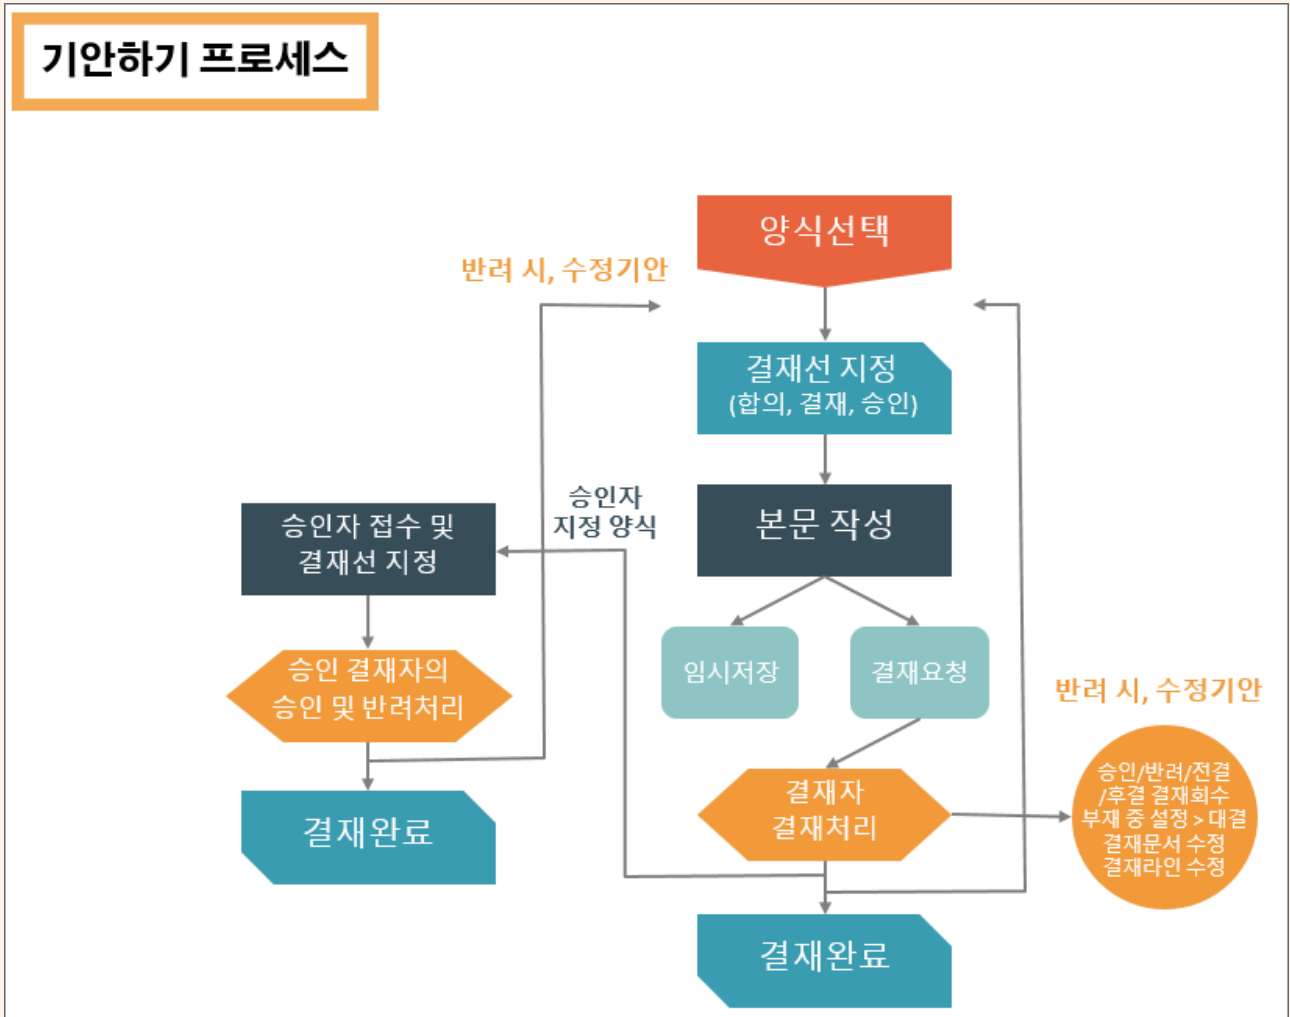 기안하기 프로세스
양식선택
반려 시, 수정기안
결재선 지정
(합의, 결재, 승인)
승인자
지정 양식
본문 작성
승인자 접수 및
결재선 지정
임시저장
결재요청
승인 결재자의
승인 및 반려처리
반려 시, 수정기안
결재자
결재처리
승인/반려/전결
/후결 결재회수
부재 중 설정 > 대결
결재문서 수정
결재라인 수정
결재완료
결재완료